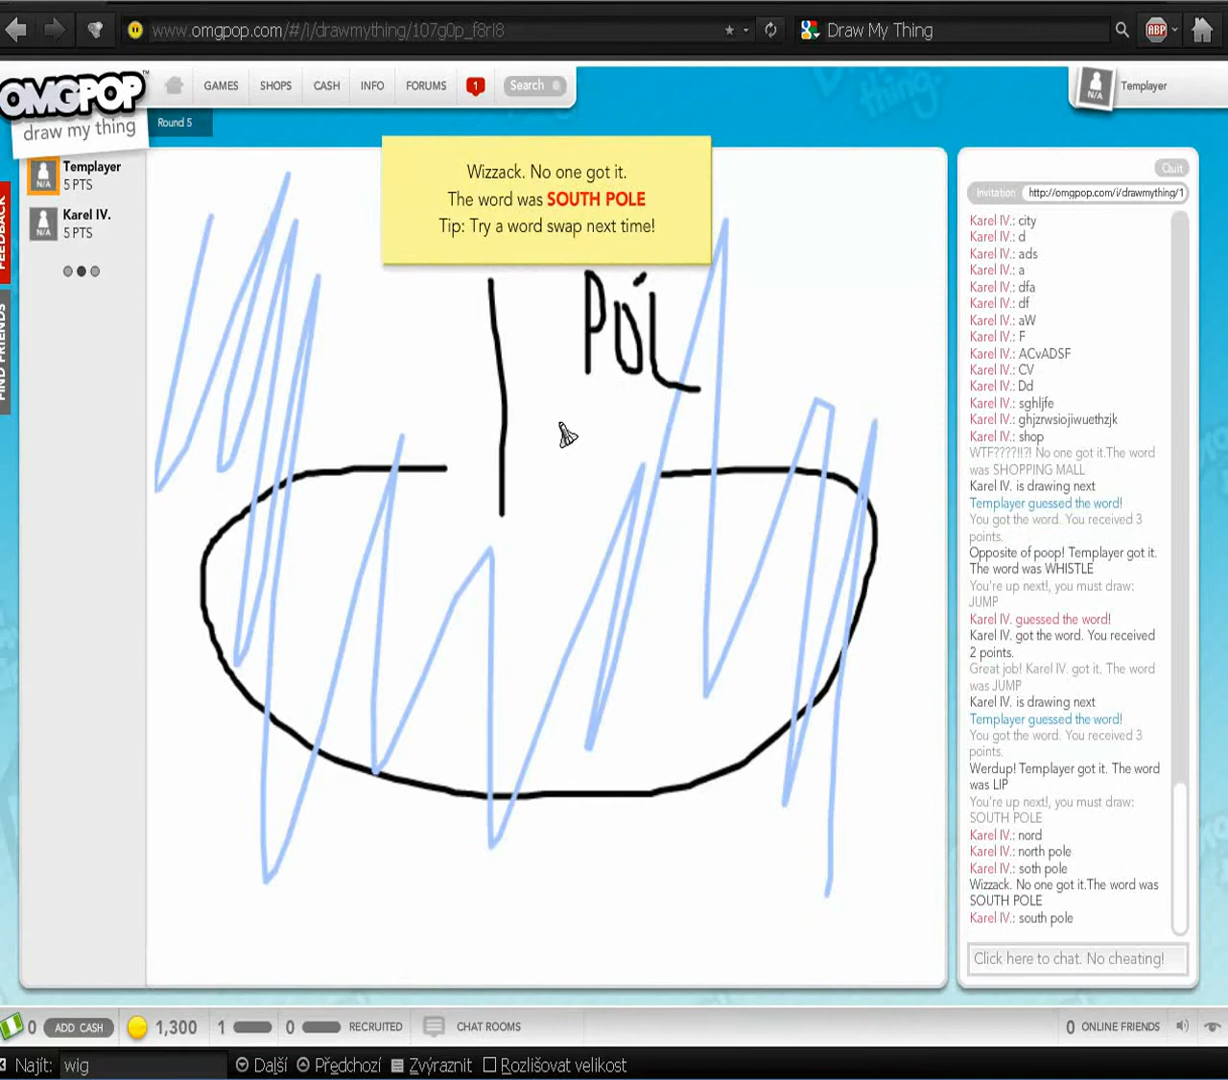 www.omgpop.com/#/l/drawmything/107g0p_f8rl8
Draw My Thing
ABP
OMGPOP
TM
draw my thing
GAMES
SHOPS
CASH
INFO
FORUMS
1
Search
N/A
Templayer
Round 5
FEEDBACK
FIND FRIENDS
N/A
Templayer
5 PTS
N/A
Karel IV.
5 PTS
Wizzack. No one got it.
The word was SOUTH POLE
Tip: Try a word swap next time!
PÓL
Quit
Invitation
http://omgpop.com/i/drawmything/1
Karel IV.: city
Karel IV.: d
Karel IV.: ads
Karel IV.: a
Karel IV.: dfa
Karel IV.: df
Karel IV.: aW
Karel IV.: F
Karel IV.: ACvADSF
Karel IV.: CV
Karel IV.: Dd
Karel IV.: sghljfe
Karel IV.: ghjzrwsiojiwuethzjk
Karel IV.: shop
WTF????!!?! No one got it.The word
was SHOPPING MALL
Karel IV. is drawing next
Templayer guessed the word!
You got the word. You received 3
points.
Opposite of poop! Templayer got it.
The word was WHISTLE
You're up next!, you must draw:
JUMP
Karel IV. guessed the word!
Karel IV. got the word. You received
2 points.
Great job! Karel IV. got it. The word
was JUMP
Karel IV. is drawing next
Templayer guessed the word!
You got the word. You received 3
points.
Werdup! Templayer got it. The word
was LIP
You're up next!, you must draw:
SOUTH POLE
Karel IV.: nord
Karel IV.: north pole
Karel IV.: soth pole
Wizzack. No one got it.The word was
SOUTH POLE
Karel IV.: south pole
Click here to chat. No cheating!
0
ADD CASH
1,300
1
0
RECRUITED
CHAT ROOMS
0 ONLINE FRIENDS
Najít:
wig
Další
Předchozí
Zvýraznit
Rozlišovat velikost